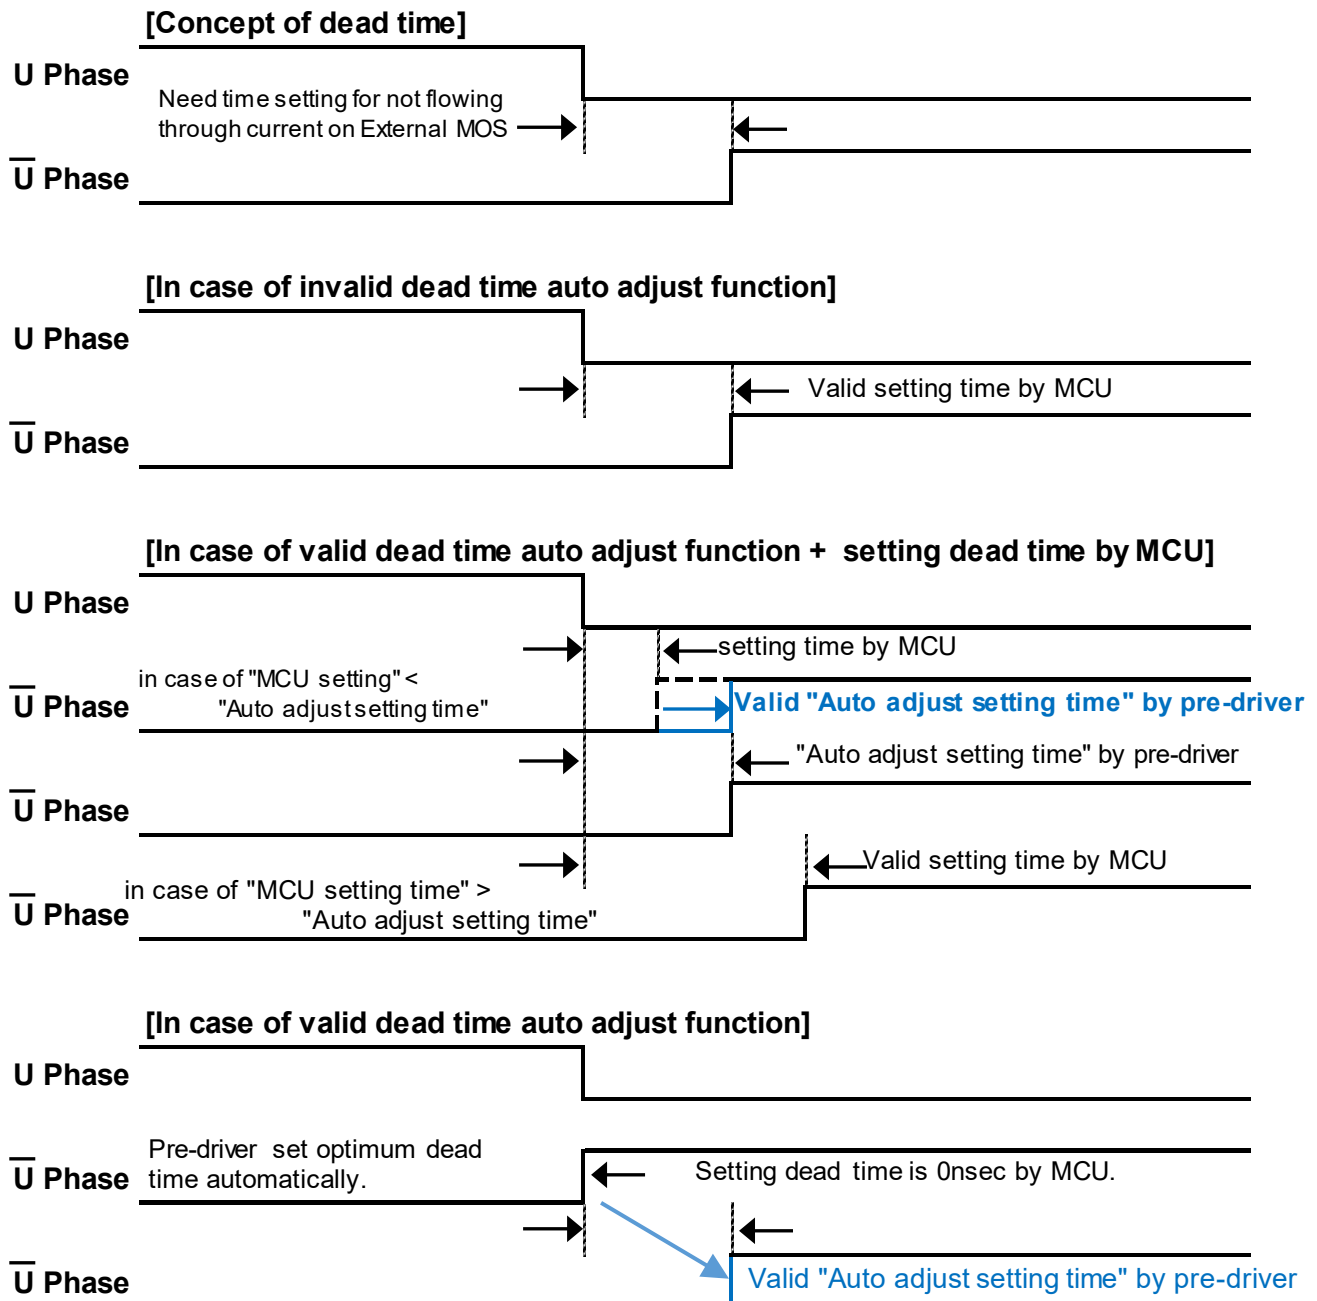 [Concept of dead time]
U Phase
Need time setting for not flowing
through current on External MOS
U̅ Phase
[In case of invalid dead time auto adjust function]
U Phase
Valid setting time by MCU
U̅ Phase
[In case of valid dead time auto adjust function + setting dead time by MCU]
U Phase
setting time by MCU
in case of "MCU setting" <
"Auto adjust setting time"
U̅ Phase
Valid "Auto adjust setting time" by pre-driver
"Auto adjust setting time" by pre-driver
U̅ Phase
Valid setting time by MCU
in case of "MCU setting time" >
"Auto adjust setting time"
U̅ Phase
[In case of valid dead time auto adjust function]
U Phase
Pre-driver set optimum dead
time automatically.
U̅ Phase
Setting dead time is 0nsec by MCU.
U̅ Phase
Valid "Auto adjust setting time" by pre-driver